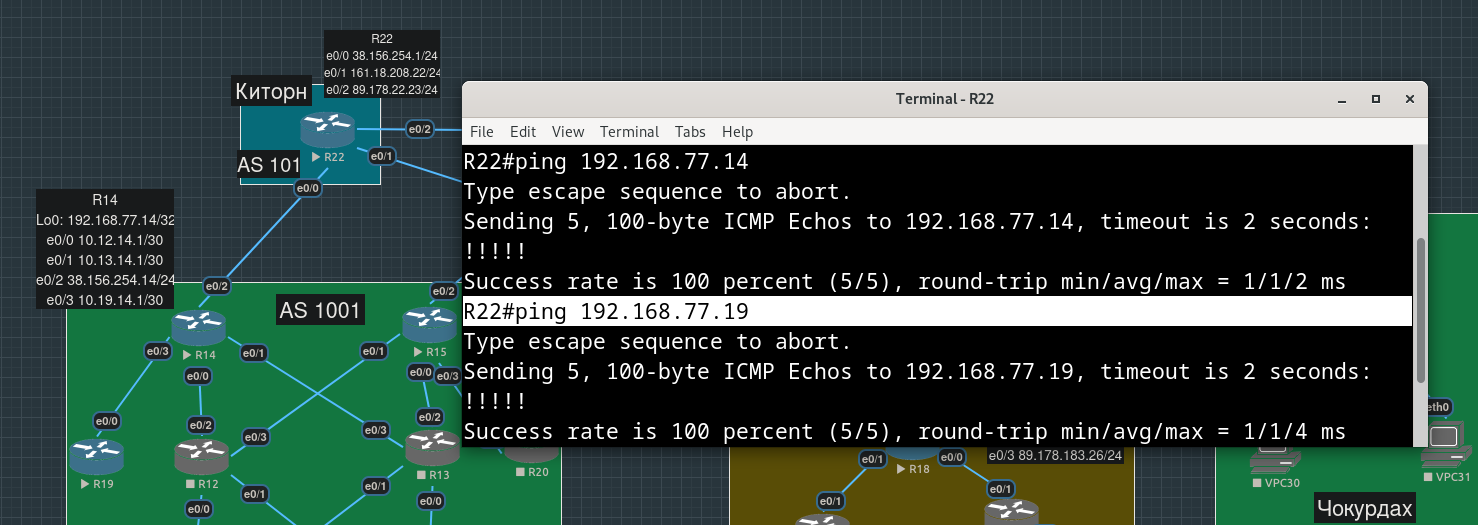 R22
e0/0 38.156.254.1/24
e0/1 161.18.208.22/24
e0/2 89.178.22.23/24
Киторн
R22
AS 101
e0/2
e0/1
e0/0
R14
Lo0: 192.168.77.14/32
e0/0 10.12.14.1/30
e0/1 10.13.14.1/30
e0/2 38.156.254.14/24
e0/3 10.19.14.1/30
Terminal - R22
File Edit View Terminal Tabs Help
R22#ping 192.168.77.14
Type escape sequence to abort.
Sending 5, 100-byte ICMP Echos to 192.168.77.14, timeout is 2 seconds:
!!!!!
Success rate is 100 percent (5/5), round-trip min/avg/max = 1/1/2 ms
R22#ping 192.168.77.19
Type escape sequence to abort.
Sending 5, 100-byte ICMP Echos to 192.168.77.19, timeout is 2 seconds:
!!!!!
Success rate is 100 percent (5/5), round-trip min/avg/max = 1/1/4 ms
e0/2
e0/2
AS 1001
R14
R15
e0/3
e0/1
e0/1
e0/0
e0/0
e0/3
e0/0
e0/2
e0/3
e0/3
e0/2
R19
R12
R13
R20
e0/1
e0/1
e0/0
e0/0
e0/3 89.178.183.26/24
e0/1
R18
e0/0
e0/1
e0/1
eth0
VPC30
VPC31
Чокурдах